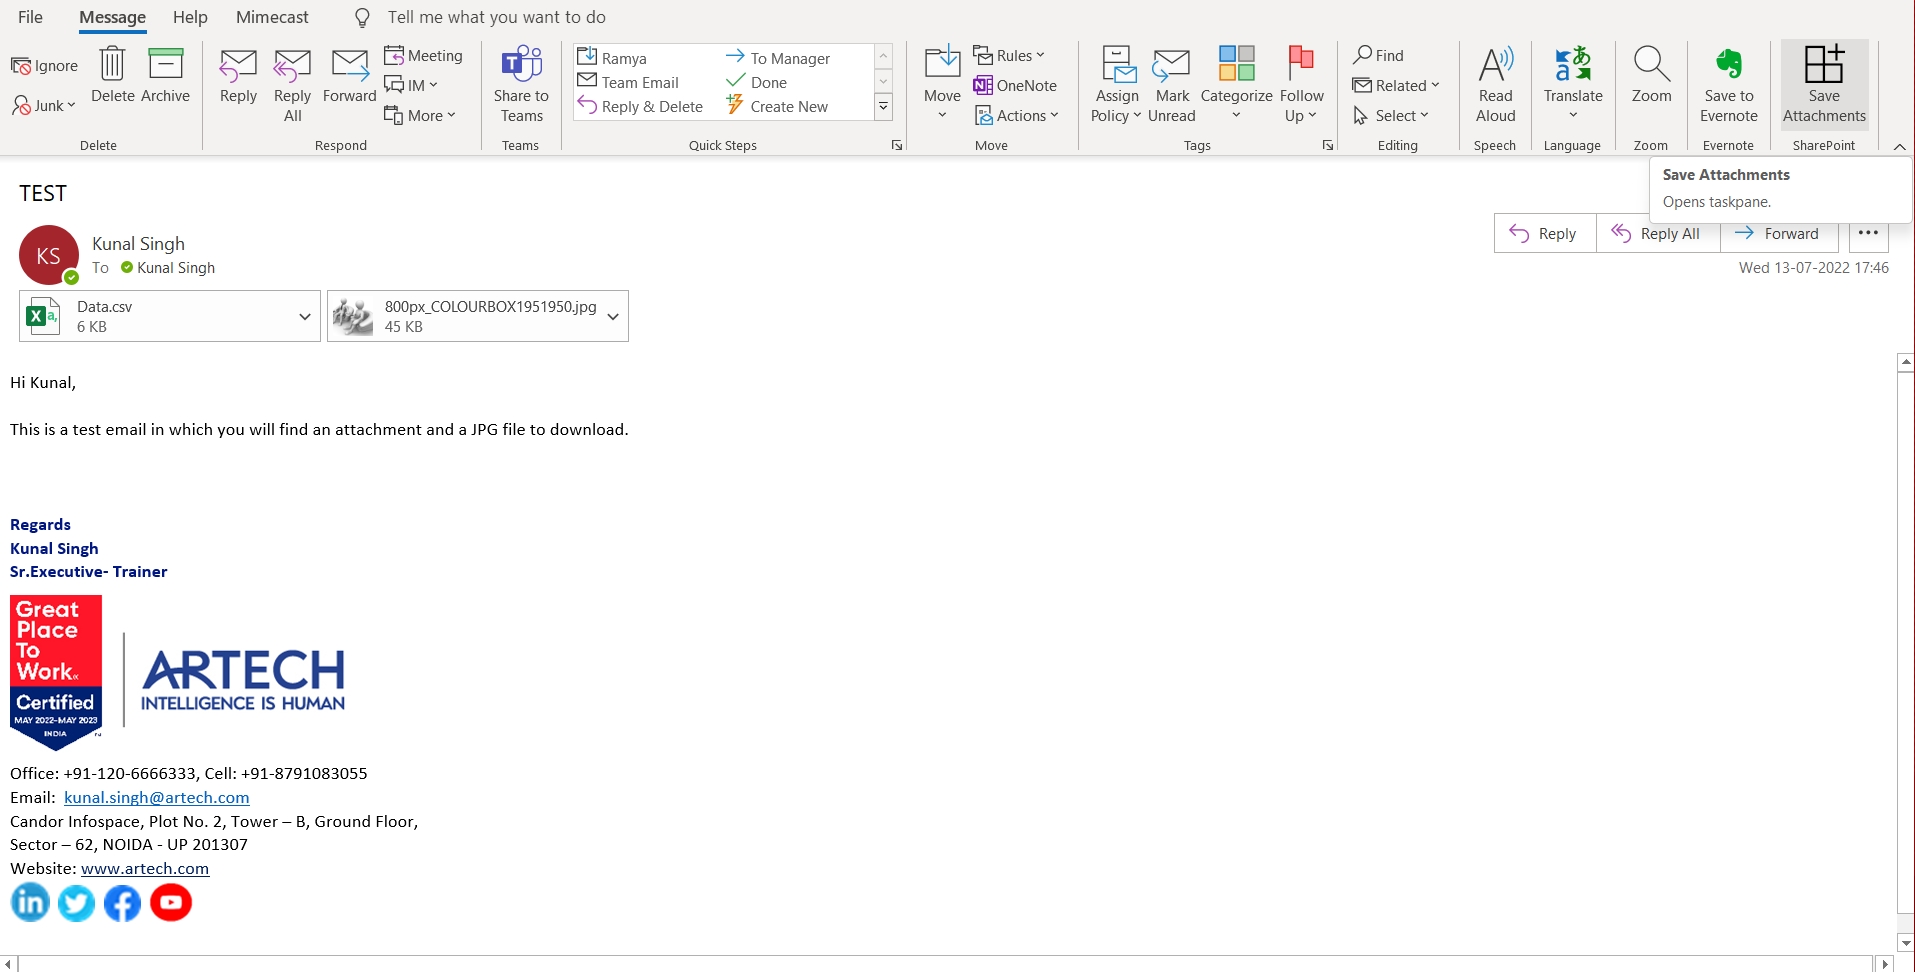 File Message Help Mimecast Tell me what you want to do
Ignore
Junk
Delete Archive
Delete
Reply Reply All Forward
Meeting
IM
More
Respond
Share to Teams
Teams
Ramya To Manager
Team Email Done
Reply & Delete Create New
Quick Steps
Move
Rules
OneNote
Actions
Move
Assign Policy Mark Unread Categorize Follow Up
Tags
Find
Related
Select
Editing
Read Aloud
Speech
Translate
Language
Zoom
Zoom
Save to Evernote
Evernote
Save Attachments
SharePoint
Save Attachments
Opens taskpane.
TEST
KS
Kunal Singh
To Kunal Singh
Reply Reply All Forward
Wed 13-07-2022 17:46
Data.csv
6 KB
800px_COLOURBOX1951950.jpg
45 KB
Hi Kunal,
This is a test email in which you will find an attachment and a JPG file to download.
Regards
Kunal Singh
Sr.Executive- Trainer
Great
Place
To
Work.
Certified
MAY 2022-MAY 2023
INDIA
ARTECH
INTELLIGENCE IS HUMAN
Office: +91-120-6666333, Cell: +91-8791083055
Email: kunal.singh@artech.com
Candor Infospace, Plot No. 2, Tower – B, Ground Floor,
Sector – 62, NOIDA - UP 201307
Website: www.artech.com
in